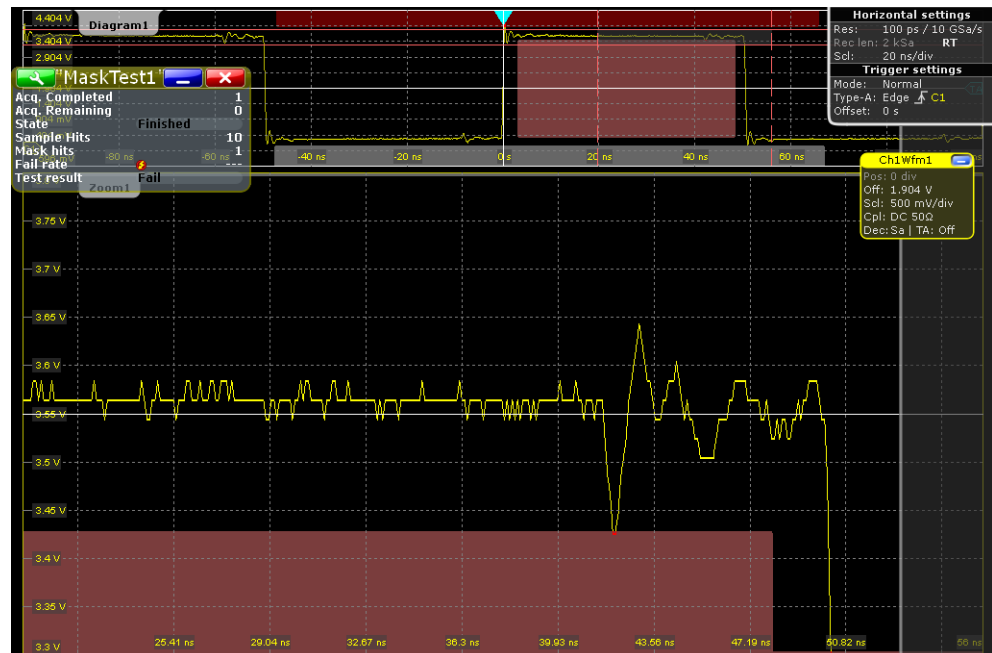 4.404 V
Diagram1
3.404 V
2.904 V
Horizontal settings
Res: 100 ps / 10 GSa/s
Rec len: 2 kSa RT
Scl: 20 ns/div
Trigger settings
Mode: Normal
Type-A: Edge C1
Offset: 0 s
TA
"MaskTest1"
Acq. Completed 1
Acq. Remaining 0
State Finished
Sample Hits 10
Mask hits 1
Fail rate ---
Test result Fail
-80 ns
-60 ns
-40 ns
-20 ns
0 s
20 ns
40 ns
60 ns
Ch1Wfm1
Pos: 0 div
Off: 1.904 V
Scl: 500 mV/div
Cpl: DC 50Ω
Dec: Sa | TA: Off
Zoom1
3.75 V
3.7 V
3.65 V
3.6 V
3.55 V
3.5 V
3.45 V
3.4 V
3.35 V
3.3 V
25.41 ns
29.04 ns
32.67 ns
36.3 ns
39.93 ns
43.56 ns
47.19 ns
50.82 ns
56 ns